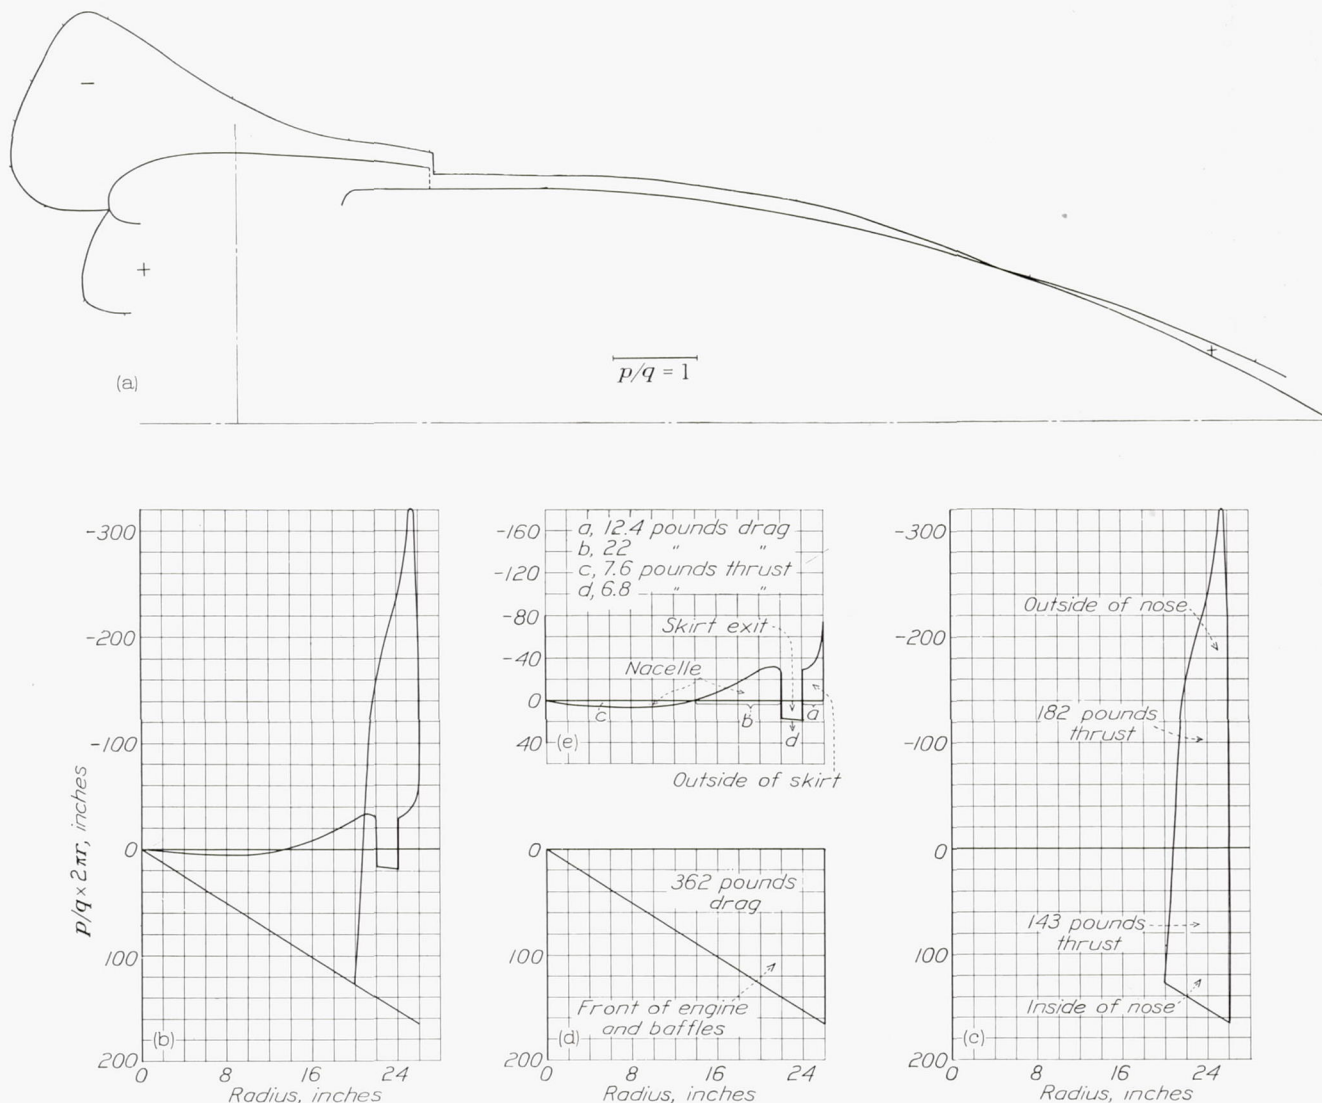 −
+
(a)
p/q = 1
+
p/q × 2πr, inches
-300
-200
-100
0
100
200
(b)
0 8 16 24
Radius, inches
-160
-120
-80
-40
0
40
a, 12.4 pounds drag
b, 22 " "
c, 7.6 pounds thrust
d, 6.8 " "
Skirt exit
Nacelle
c
b
a
d
(e)
Outside of skirt
0
100
200
362 pounds
drag
Front of engine
and baffles
(d)
0 8 16 24
Radius, inches
-300
-200
-100
0
100
200
Outside of nose
182 pounds
thrust
143 pounds
thrust
Inside of nose
(c)
0 8 16 24
Radius, inches